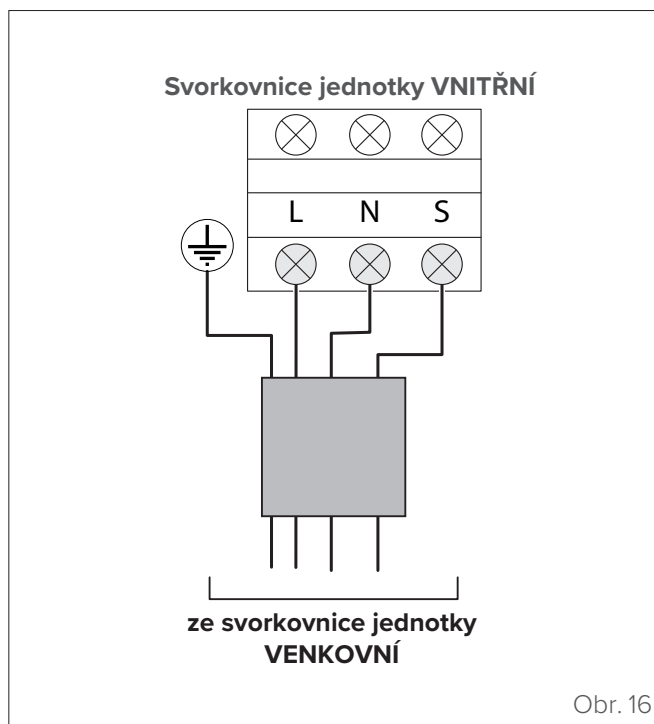 Svorkovnice jednotky VNITŘNÍ
L N S
ze svorkovnice jednotky
VENKOVNÍ
Obr. 16